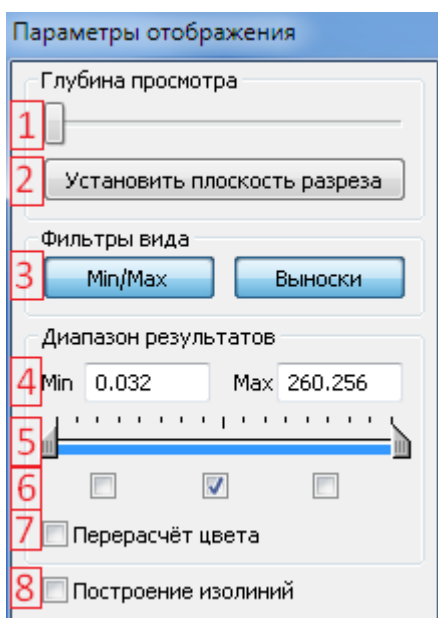 Параметры отображения
Глубина просмотра
1
2 Установить плоскость разреза
Фильтры вида
3 Min/Max Выноски
Диапазон результатов
4 Min 0.032 Max 260.256
5
6
7 Перерасчёт цвета
8 Построение изолиний